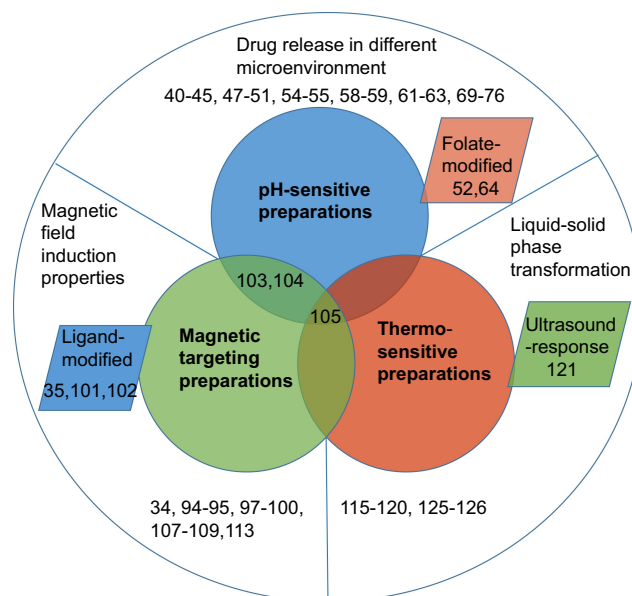 Drug release in different
microenvironment
40-45, 47-51, 54-55, 58-59, 61-63, 69-76
Folate-
modified
52,64
pH-sensitive
preparations
Magnetic
field
induction
properties
Liquid-solid
phase
transformation
103,104
105
Ligand-
modified
35,101,102
Magnetic
targeting
preparations
Thermo-
sensitive
preparations
Ultrasound
-response
121
34, 94-95, 97-100,
107-109,113
115-120, 125-126